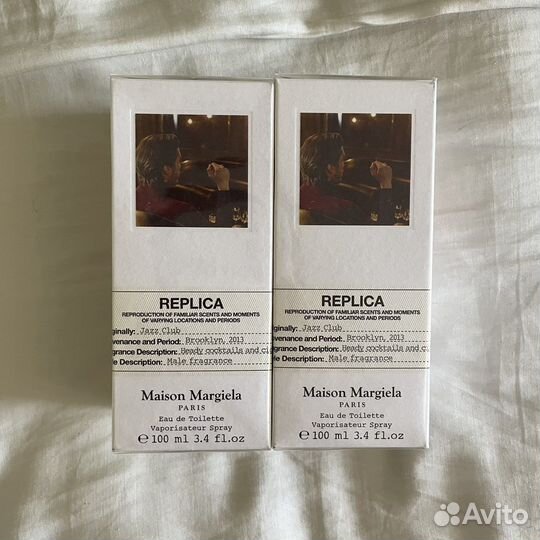 REPLICA
REPRODUCTION OF FAMILIAR SCENTS AND MOMENTS
OF VARYING LOCATIONS AND PERIODS
ginally: Jazz Club
venance and Period: Brooklyn, 2013
grance Description: Heady cocktails and ci
le Description: Male fragrance
Maison Margiela
PARIS
Eau de Toilette
Vaporisateur Spray
℮ 100 ml 3.4 fl.oz
REPLICA
REPRODUCTION OF FAMILIAR SCENTS AND MOMENTS
OF VARYING LOCATIONS AND PERIODS
ginally: Jazz Club
venance and Period: Brooklyn, 2013
grance Description: Heady cocktails and c
le Description: Male fragrance
Maison Margiela
PARIS
Eau de Toilette
Vaporisateur Spray
℮ 100 ml 3.4 fl.oz
Avito